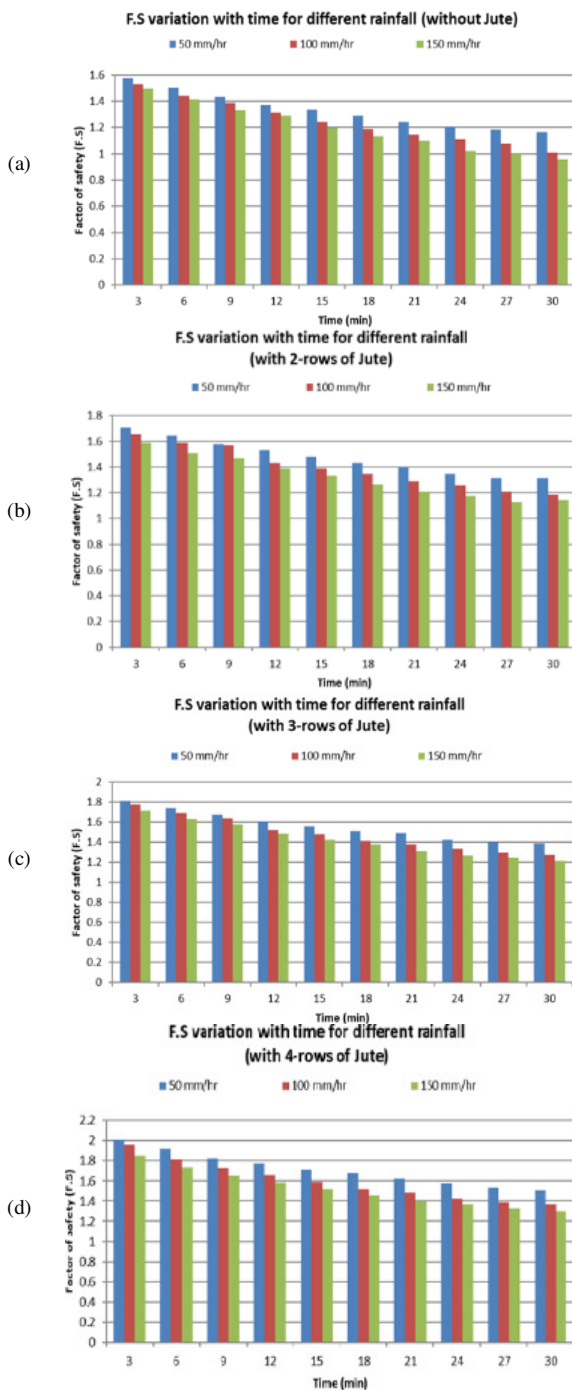 F.S variation with time for different rainfall (without Jute)
50 mm/hr 100 mm/hr 150 mm/hr
(a)
Factor of safety (F.S)
1.6
1.4
1.2
1
0.8
0.6
0.4
0.2
0
3 6 9 12 15 18 21 24 27 30
Time (min)
F.S variation with time for different rainfall
(with 2-rows of Jute)
50 mm/hr 100 mm/hr 150 mm/hr
(b)
Factor of safety (F.S)
1.8
1.6
1.4
1.2
1
0.8
0.6
0.4
0.2
0
3 6 9 12 15 18 21 24 27 30
Time (min)
F.S variation with time for different rainfall
(with 3-rows of Jute)
50 mm/hr 100 mm/hr 150 mm/hr
(c)
Factor of safety (F.S)
2
1.8
1.6
1.4
1.2
1
0.8
0.6
0.4
0.2
0
3 6 9 12 15 18 21 24 27 30
Time (min)
F.S variation with time for different rainfall
(with 4-rows of Jute)
50 mm/hr 100 mm/hr 150 mm/hr
(d)
Factor of safety (F.S)
2.2
2
1.8
1.6
1.4
1.2
1
0.8
0.6
0.4
0.2
0
3 6 9 12 15 18 21 24 27 30
Time (min)